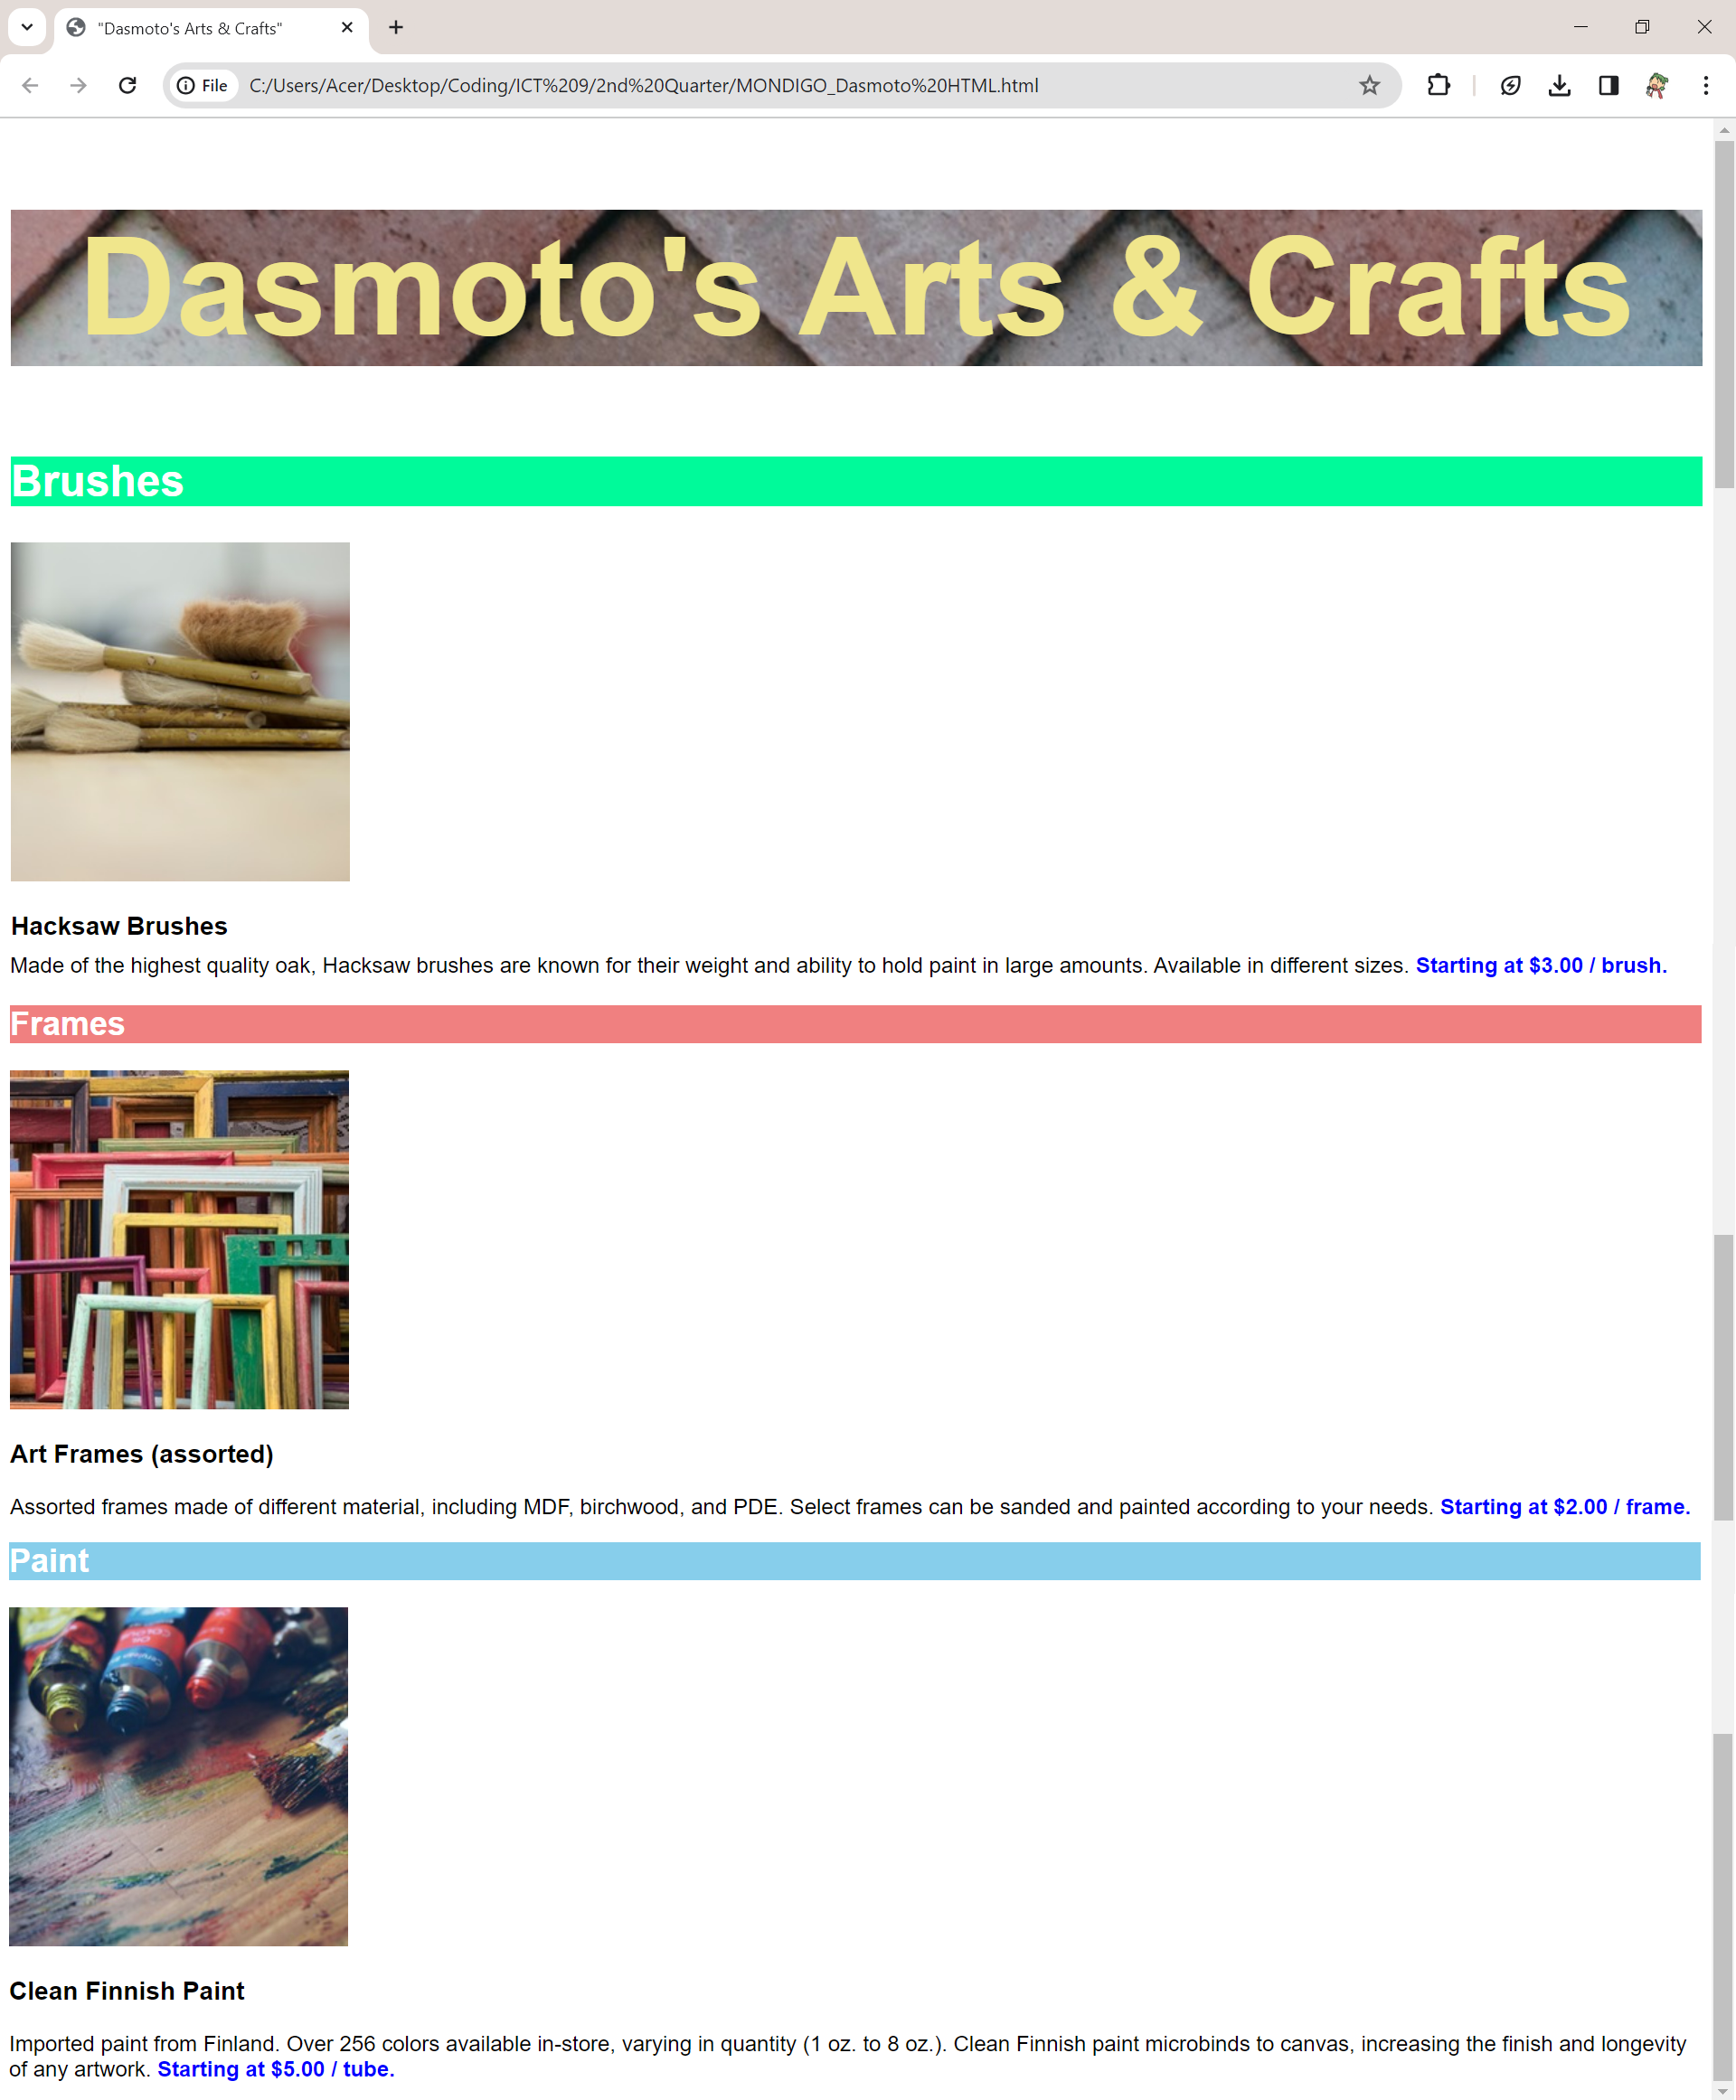 "Dasmoto's Arts & Crafts"
File C:/Users/Acer/Desktop/Coding/ICT%209/2nd%20Quarter/MONDIGO_Dasmoto%20HTML.html
Dasmoto's Arts & Crafts
Brushes
Hacksaw Brushes
Made of the highest quality oak, Hacksaw brushes are known for their weight and ability to hold paint in large amounts. Available in different sizes. Starting at $3.00 / brush.
Frames
Art Frames (assorted)
Assorted frames made of different material, including MDF, birchwood, and PDE. Select frames can be sanded and painted according to your needs. Starting at $2.00 / frame.
Paint
Clean Finnish Paint
Imported paint from Finland. Over 256 colors available in-store, varying in quantity (1 oz. to 8 oz.). Clean Finnish paint microbinds to canvas, increasing the finish and longevity
of any artwork. Starting at $5.00 / tube.